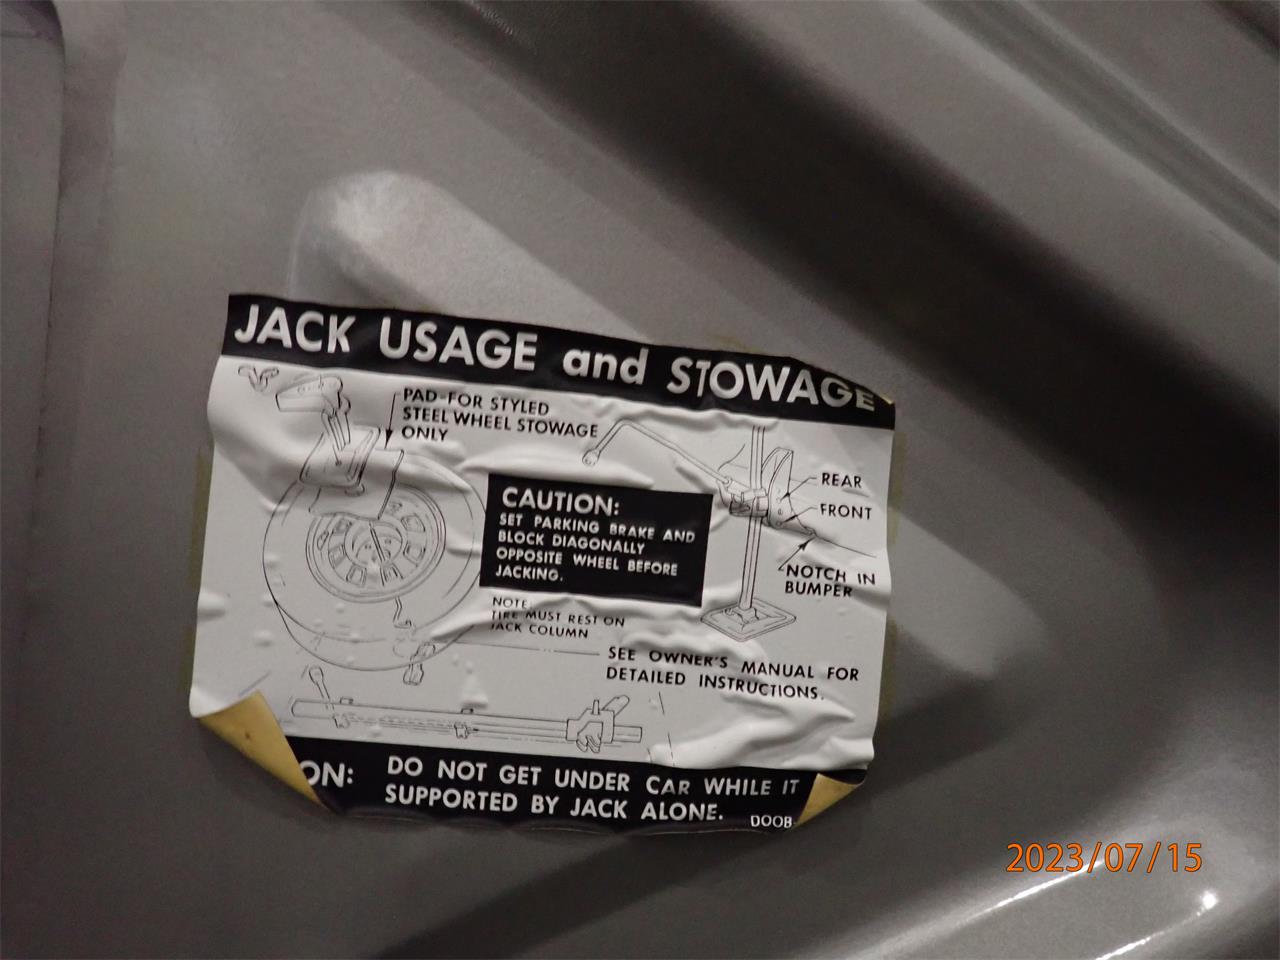 JACK USAGE and STOWAGE
PAD-FOR STYLED
STEEL WHEEL STOWAGE
ONLY
REAR
FRONT
NOTCH IN
BUMPER
CAUTION:
SET PARKING BRAKE AND
BLOCK DIAGONALLY
OPPOSITE WHEEL BEFORE
JACKING.
NOTE
TIRE MUST REST ON
JACK COLUMN
SEE OWNER'S MANUAL FOR
DETAILED INSTRUCTIONS.
ON: DO NOT GET UNDER CAR WHILE IT
SUPPORTED BY JACK ALONE.
DOOB
2023/07/15